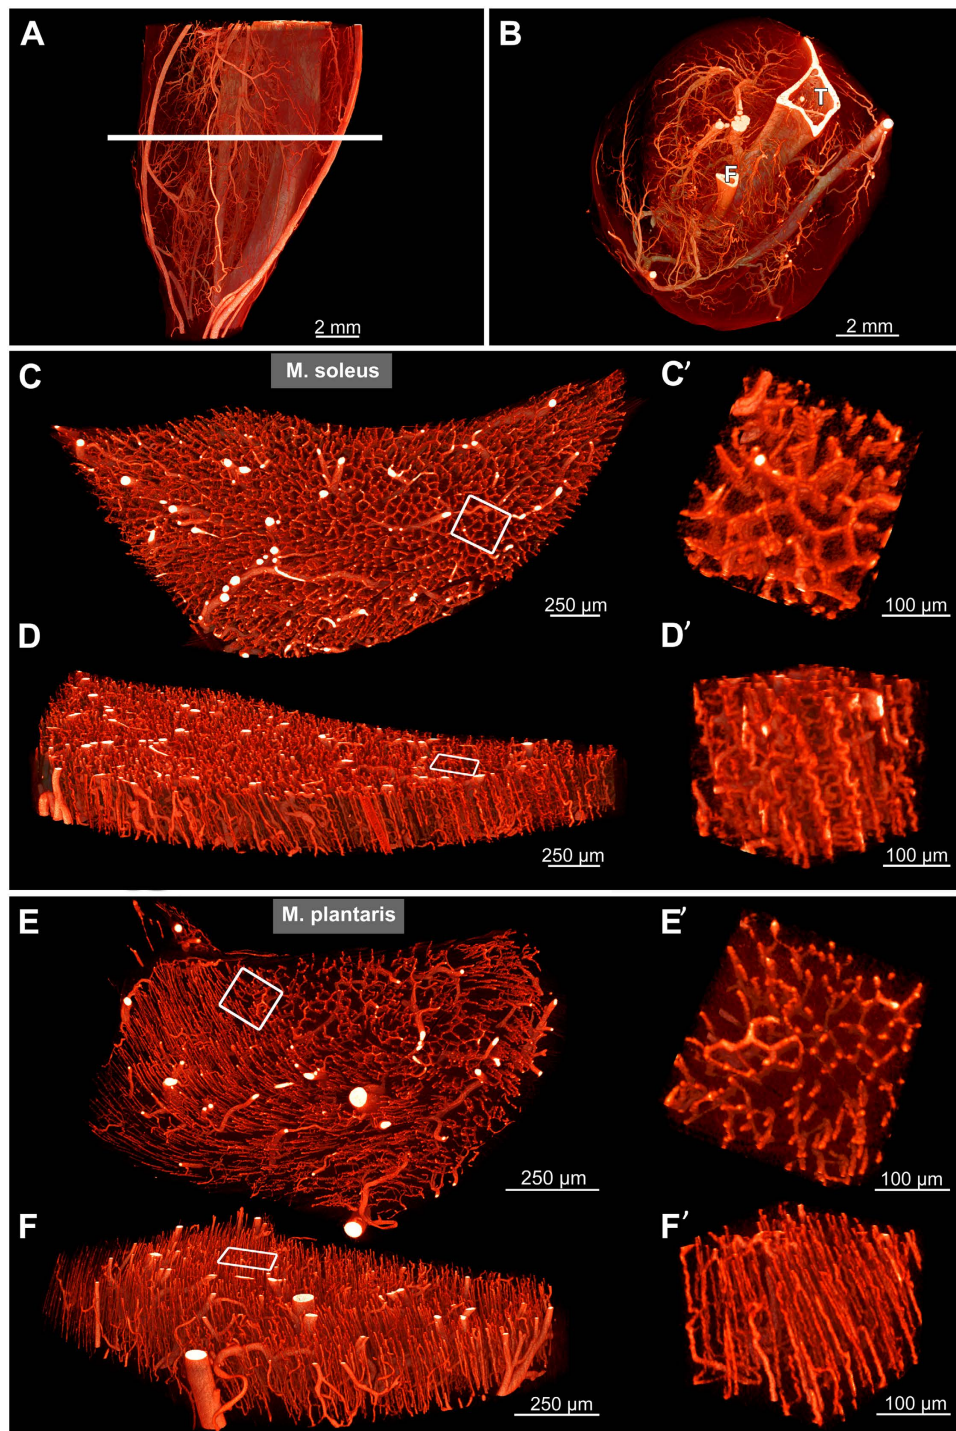 A
2 mm
B
T
F
2 mm
C
M. soleus
250 µm
C′
100 µm
D
250 µm
D′
100 µm
E
M. plantaris
250 µm
E′
100 µm
F
250 µm
F′
100 µm